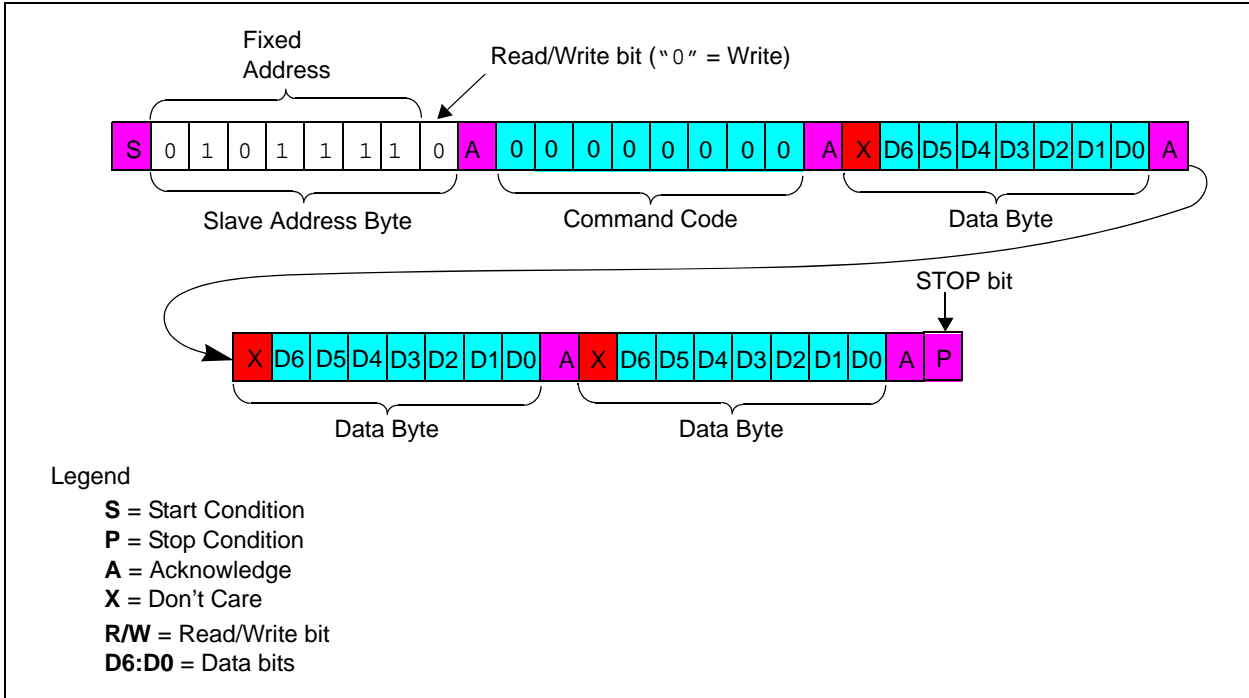 Fixed
Address
Read/Write bit (“0” = Write)
S 0 1 0 1 1 1 1 0 A 0 0 0 0 0 0 0 0 A X D6 D5 D4 D3 D2 D1 D0 A
Slave Address Byte Command Code Data Byte
STOP bit
X D6 D5 D4 D3 D2 D1 D0 A X D6 D5 D4 D3 D2 D1 D0 A P
Data Byte Data Byte
Legend
S = Start Condition
P = Stop Condition
A = Acknowledge
X = Don't Care
R/W = Read/Write bit
D6:D0 = Data bits